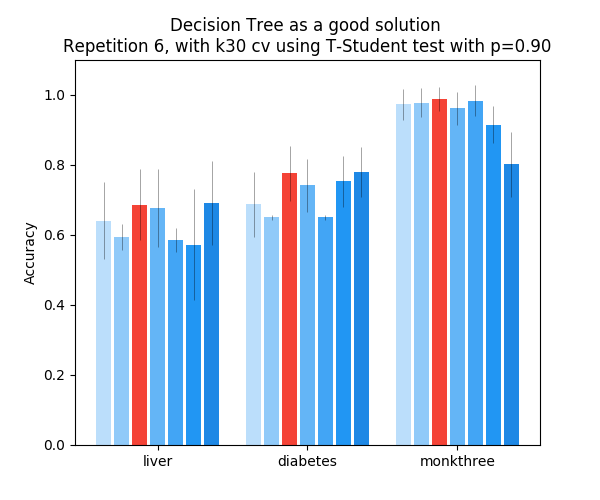 Decision Tree as a good solution
Repetition 6, with k30 cv using T-Student test with p=0.90
Accuracy
1.0
0.8
0.6
0.4
0.2
0.0
liver
diabetes
monkthree